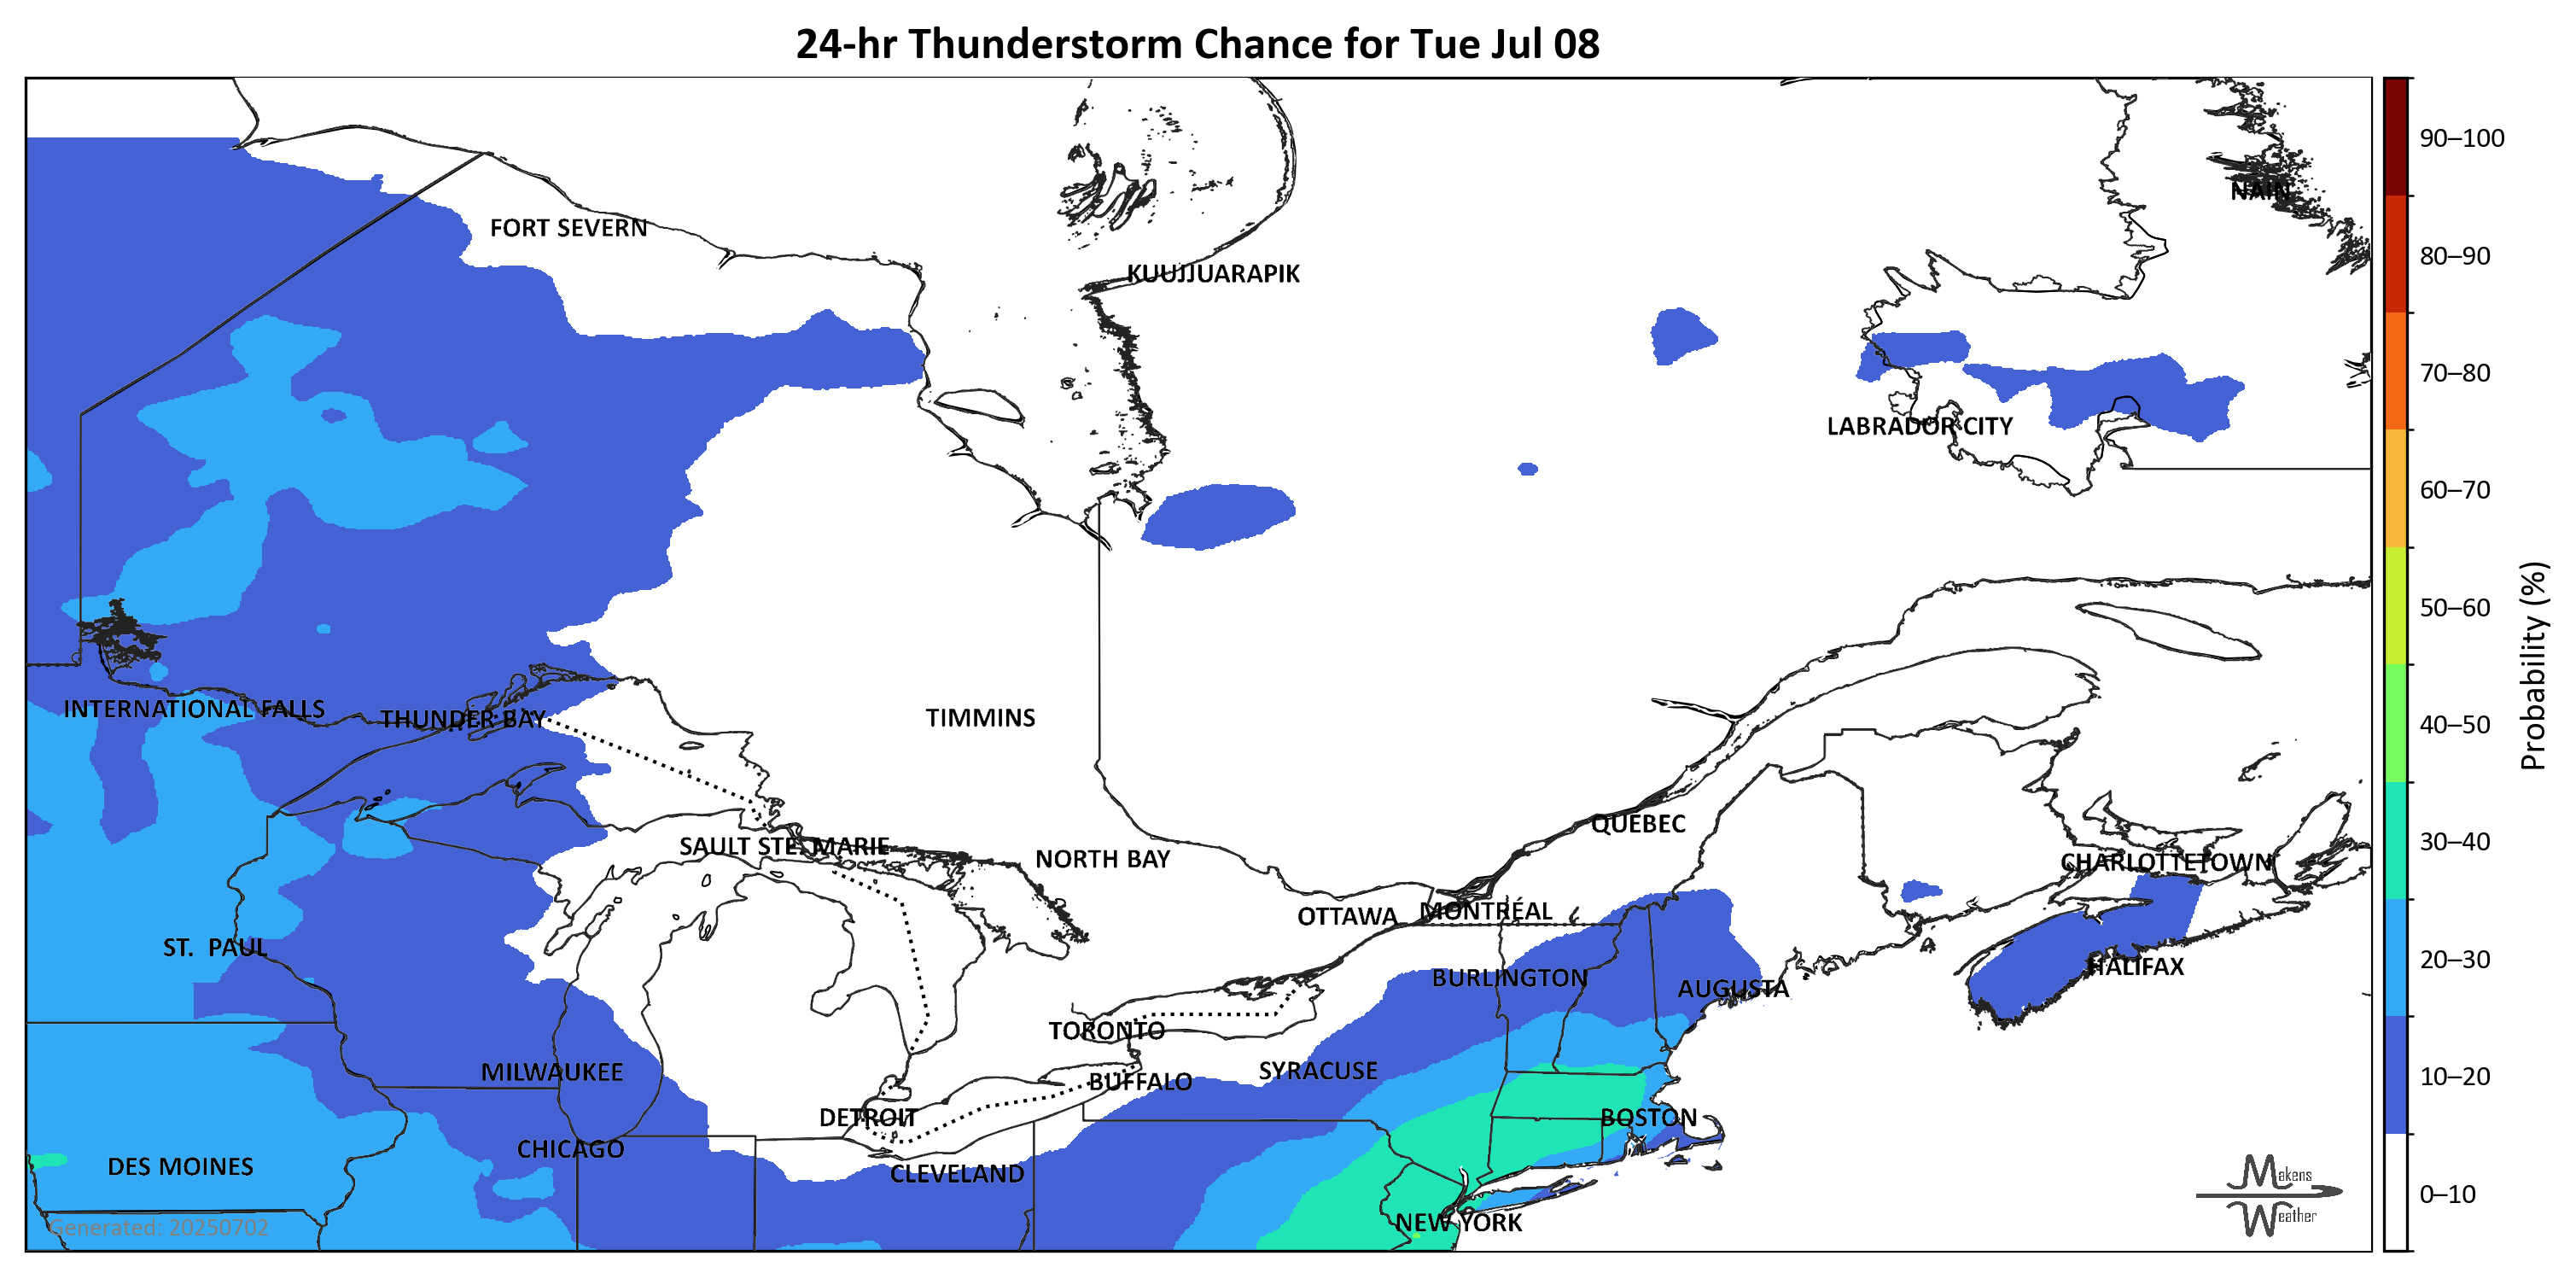 24-hr Thunderstorm Chance for Tue Jul 08
NAIN
FORT SEVERN
KUUJJUARAPIK
LABRADOR CITY
INTERNATIONAL FALLS
THUNDER BAY
TIMMINS
QUEBEC
SAULT STE. MARIE
NORTH BAY
CHARLOTTETOWN
OTTAWA
MONTRÉAL
ST. PAUL
HALIFAX
BURLINGTON
AUGUSTA
TORONTO
MILWAUKEE
SYRACUSE
BUFFALO
DETROIT
BOSTON
CHICAGO
DES MOINES
CLEVELAND
NEW YORK
Generated: 20250702
Makens
Weather
90–100
80–90
70–80
60–70
50–60
40–50
30–40
20–30
10–20
0–10
Probability (%)